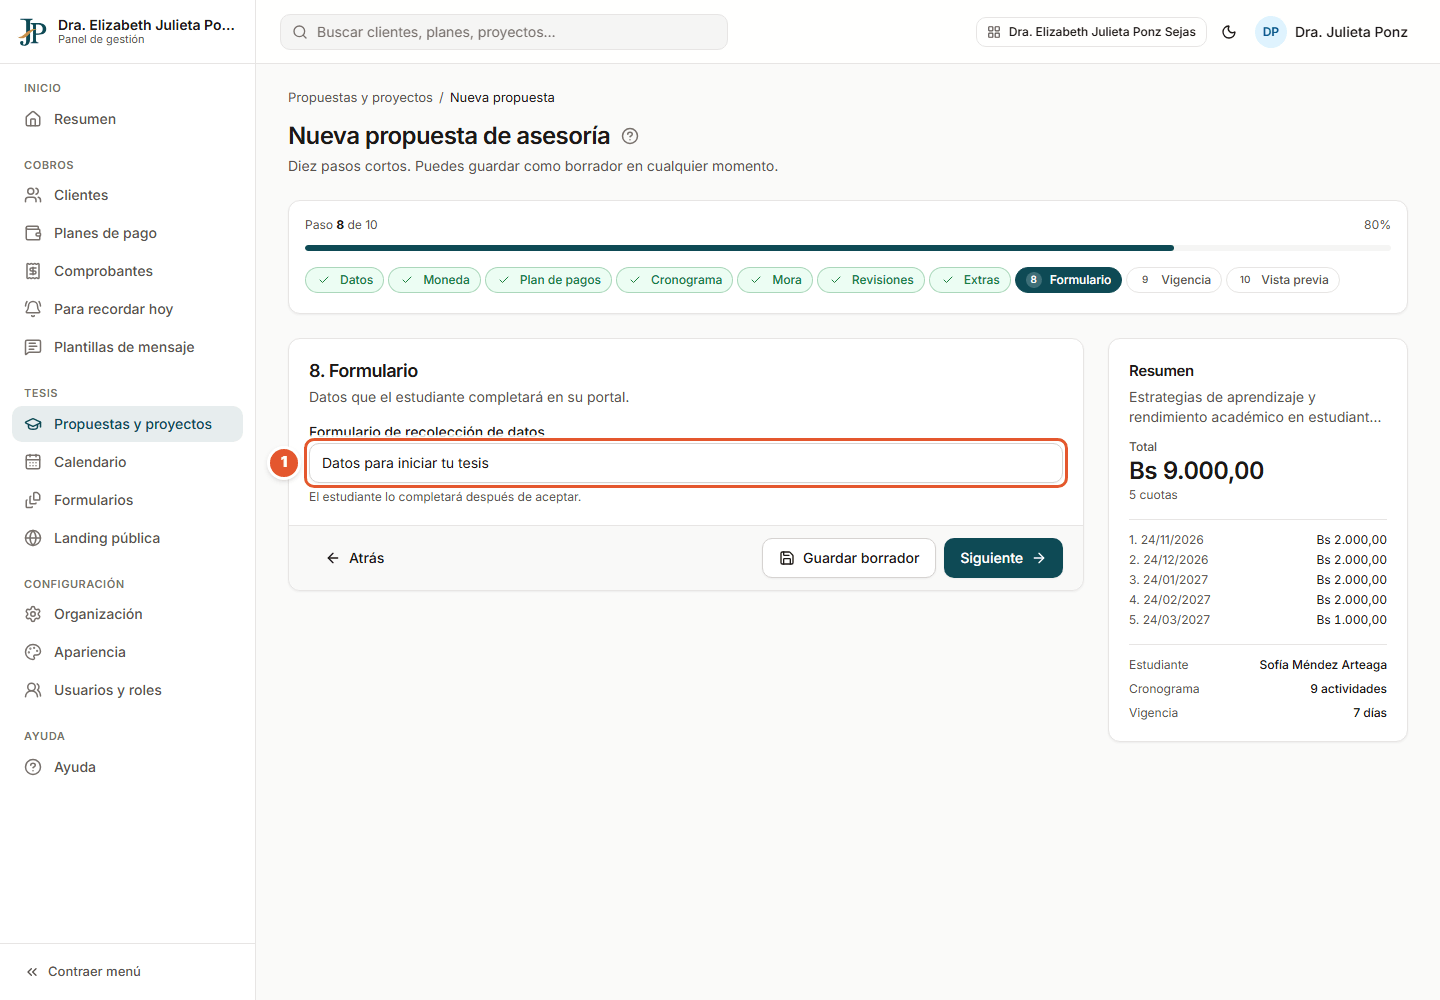 JP
Dra. Elizabeth Julieta Po...
Panel de gestión
Buscar clientes, planes, proyectos...
Dra. Elizabeth Julieta Ponz Sejas
DP
Dra. Julieta Ponz
INICIO
Resumen
COBROS
Clientes
Planes de pago
Comprobantes
Para recordar hoy
Plantillas de mensaje
TESIS
Propuestas y proyectos
Calendario
Formularios
Landing pública
CONFIGURACIÓN
Organización
Apariencia
Usuarios y roles
AYUDA
Ayuda
Contraer menú
Propuestas y proyectos / Nueva propuesta
Nueva propuesta de asesoría
Diez pasos cortos. Puedes guardar como borrador en cualquier momento.
Paso 8 de 10
80%
Datos
Moneda
Plan de pagos
Cronograma
Mora
Revisiones
Extras
8 Formulario
9 Vigencia
10 Vista previa
8. Formulario
Datos que el estudiante completará en su portal.
Formulario de recolección de datos
1
Datos para iniciar tu tesis
El estudiante lo completará después de aceptar.
Atrás
Guardar borrador
Siguiente
Resumen
Estrategias de aprendizaje y
rendimiento académico en estudiant...
Total
Bs 9.000,00
5 cuotas
1. 24/11/2026 Bs 2.000,00
2. 24/12/2026 Bs 2.000,00
3. 24/01/2027 Bs 2.000,00
4. 24/02/2027 Bs 2.000,00
5. 24/03/2027 Bs 1.000,00
Estudiante Sofía Méndez Arteaga
Cronograma 9 actividades
Vigencia 7 días